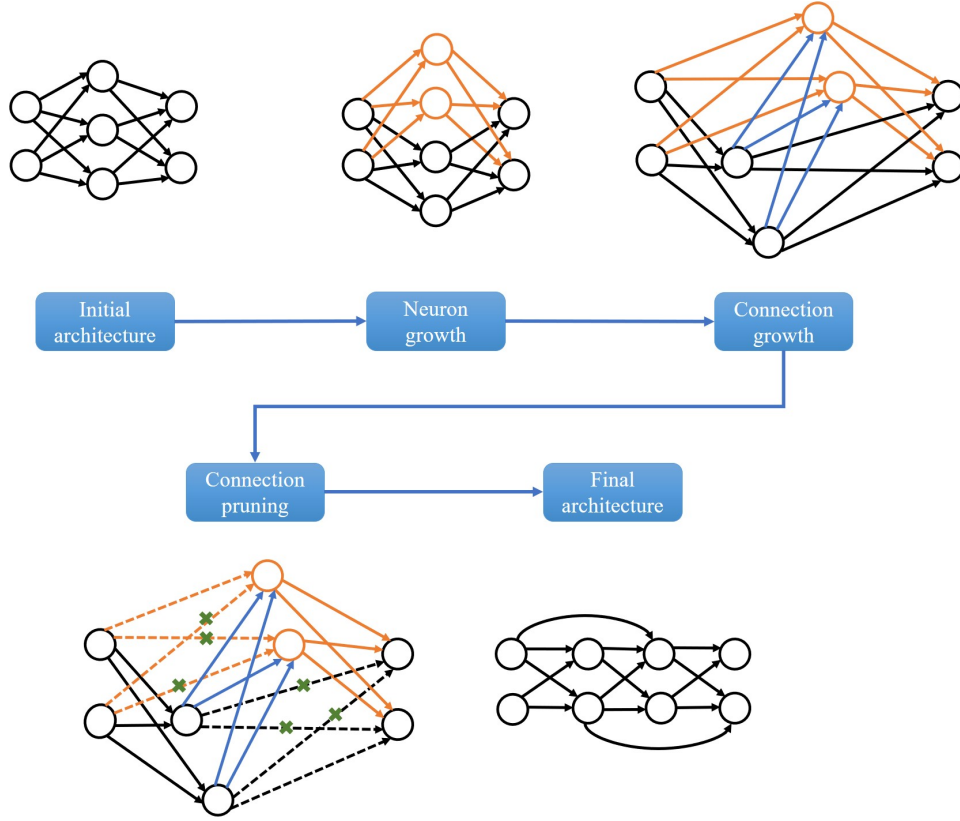 Initial
architecture
Neuron
growth
Connection
growth
Connection
pruning
Final
architecture